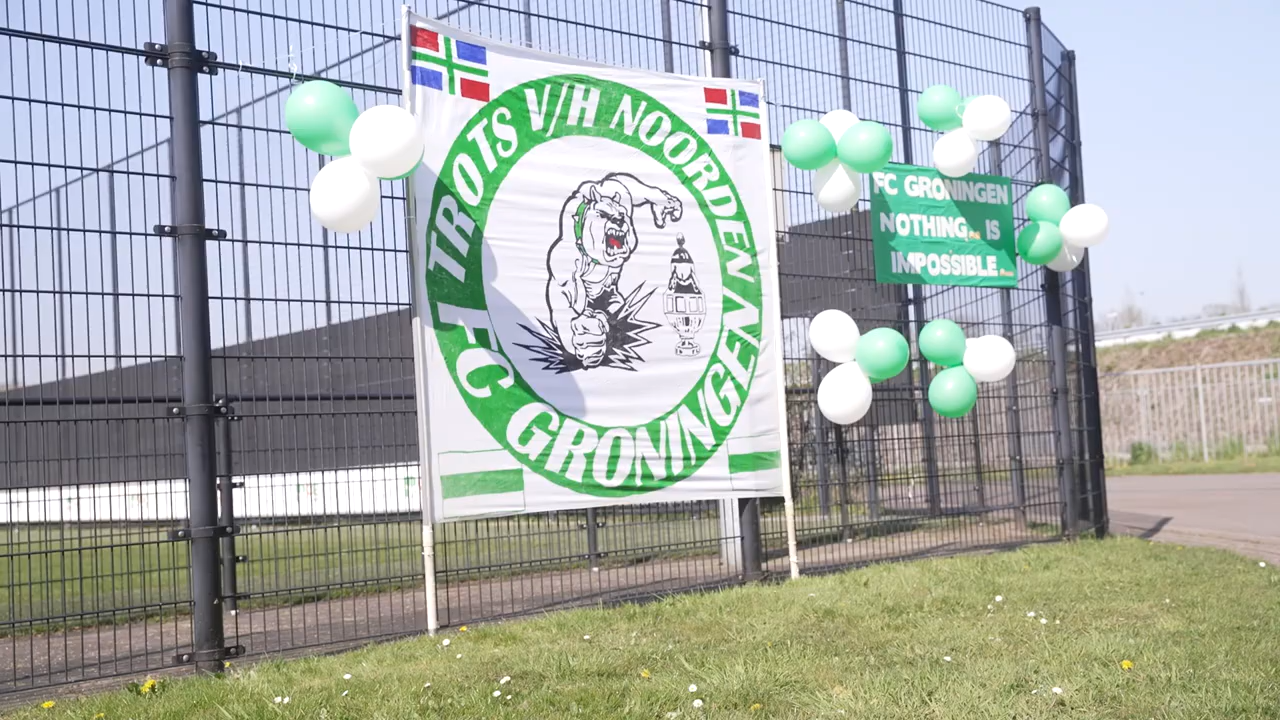 TROTS V/H NOORDEN
FC GRONINGEN
FC GRONINGEN
NOTHING IS
IMPOSSIBLE